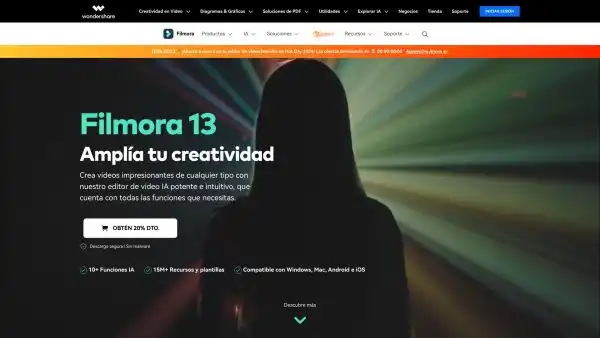 wondershare
Creatividad en Video Diagramas & Gráficos Soluciones de PDF Utilidades Explorar IA Negocios Tienda Soporte INICIAR SESIÓN
Filmora Productos IA Soluciones Recursos Soporte
Filmora 13
Amplía tu creatividad
Crea videos impresionantes de cualquier tipo con
nuestro editor de video IA potente e intuitivo, que
cuenta con todas las funciones que necesitas.
OBTÉN 20% DTO.
Descarga segura | Sin malware
10+ Funciones IA 15M+ Recursos y plantillas Compatible con Windows, Mac, Android e iOS
Descubre más